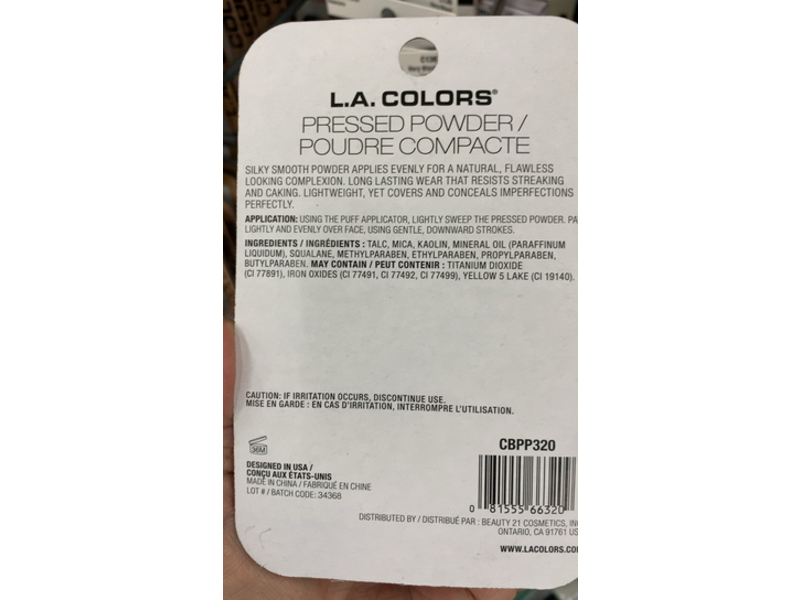 L.A. COLORS®
PRESSED POWDER /
POUDRE COMPACTE
SILKY SMOOTH POWDER APPLIES EVENLY FOR A NATURAL, FLAWLESS
LOOKING COMPLEXION. LONG LASTING WEAR THAT RESISTS STREAKING
AND CAKING. LIGHTWEIGHT, YET COVERS AND CONCEALS IMPERFECTIONS
PERFECTLY.
APPLICATION: USING THE PUFF APPLICATOR, LIGHTLY SWEEP THE PRESSED POWDER. PA
LIGHTLY AND EVENLY OVER FACE, USING GENTLE, DOWNWARD STROKES.
INGREDIENTS / INGRÉDIENTS : TALC, MICA, KAOLIN, MINERAL OIL (PARAFFINUM
LIQUIDUM), SQUALANE, METHYLPARABEN, ETHYLPARABEN, PROPYLPARABEN,
BUTYLPARABEN. MAY CONTAIN / PEUT CONTENIR : TITANIUM DIOXIDE
(CI 77891), IRON OXIDES (CI 77491, CI 77492, CI 77499), YELLOW 5 LAKE (CI 19140).
CAUTION: IF IRRITATION OCCURS, DISCONTINUE USE.
MISE EN GARDE : EN CAS D'IRRITATION, INTERROMPRE L'UTILISATION.
36M
DESIGNED IN USA /
CONÇU AUX ÉTATS-UNIS
MADE IN CHINA / FABRIQUÉ EN CHINE
LOT # / BATCH CODE: 34368
CBPP320
0 81555 66320
DISTRIBUTED BY / DISTRIBUÉ PAR : BEAUTY 21 COSMETICS, IN
ONTARIO, CA 91761 US
WWW.LACOLORS.CO